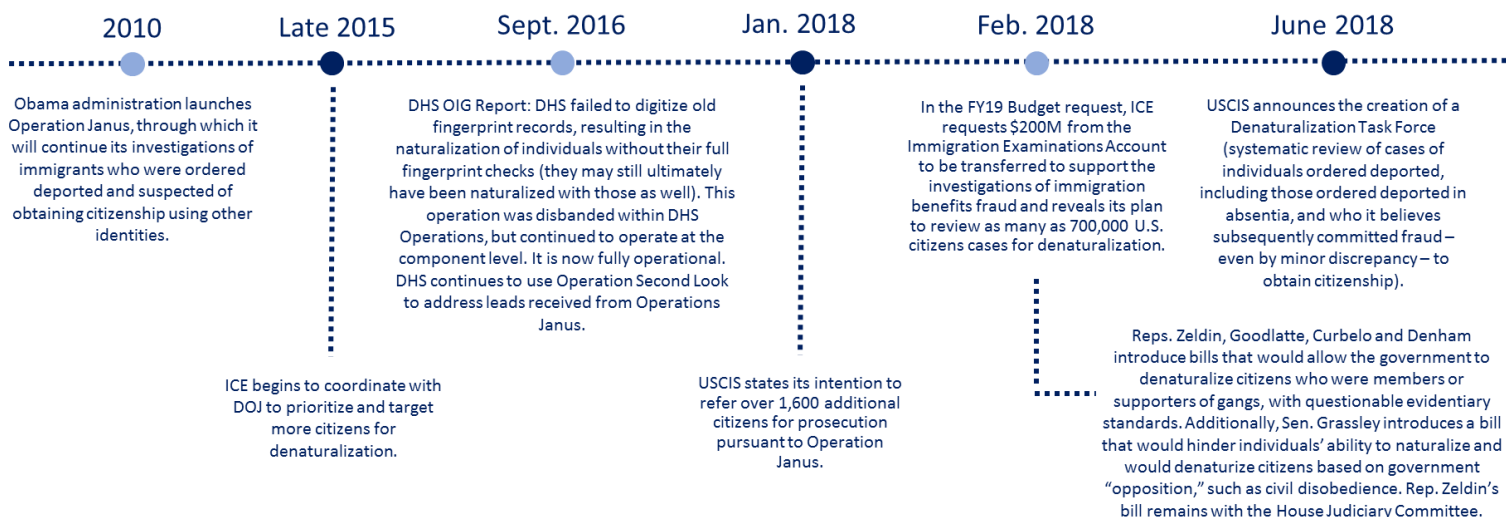 2010
Late 2015
Sept. 2016
Jan. 2018
Feb. 2018
June 2018
Obama administration launches
Operation Janus, through which it
will continue its investigations of
immigrants who were ordered
deported and suspected of
obtaining citizenship using other
identities.
ICE begins to coordinate with
DOJ to prioritize and target
more citizens for
denaturalization.
DHS OIG Report: DHS failed to digitize old
fingerprint records, resulting in the
naturalization of individuals without their full
fingerprint checks (they may still ultimately
have been naturalized with those as well). This
operation was disbanded within DHS
Operations, but continued to operate at the
component level. It is now fully operational.
DHS continues to use Operation Second Look
to address leads received from Operations
Janus.
USCIS states its intention to
refer over 1,600 additional
citizens for prosecution
pursuant to Operation
Janus.
In the FY19 Budget request, ICE
requests $200M from the
Immigration Examinations Account
to be transferred to support the
investigations of immigration
benefits fraud and reveals its plan
to review as many as 700,000 U.S.
citizens cases for denaturalization.
Reps. Zeldin, Goodlatte, Curbelo and Denham
introduce bills that would allow the government to
denaturalize citizens who were members or
supporters of gangs, with questionable evidentiary
standards. Additionally, Sen. Grassley introduces a bill
that would hinder individuals’ ability to naturalize and
would denaturize citizens based on government
“opposition,” such as civil disobedience. Rep. Zeldin’s
bill remains with the House Judiciary Committee.
USCIS announces the creation of a
Denaturalization Task Force
(systematic review of cases of
individuals ordered deported,
including those ordered deported in
absentia, and who it believes
subsequently committed fraud –
even by minor discrepancy – to
obtain citizenship).